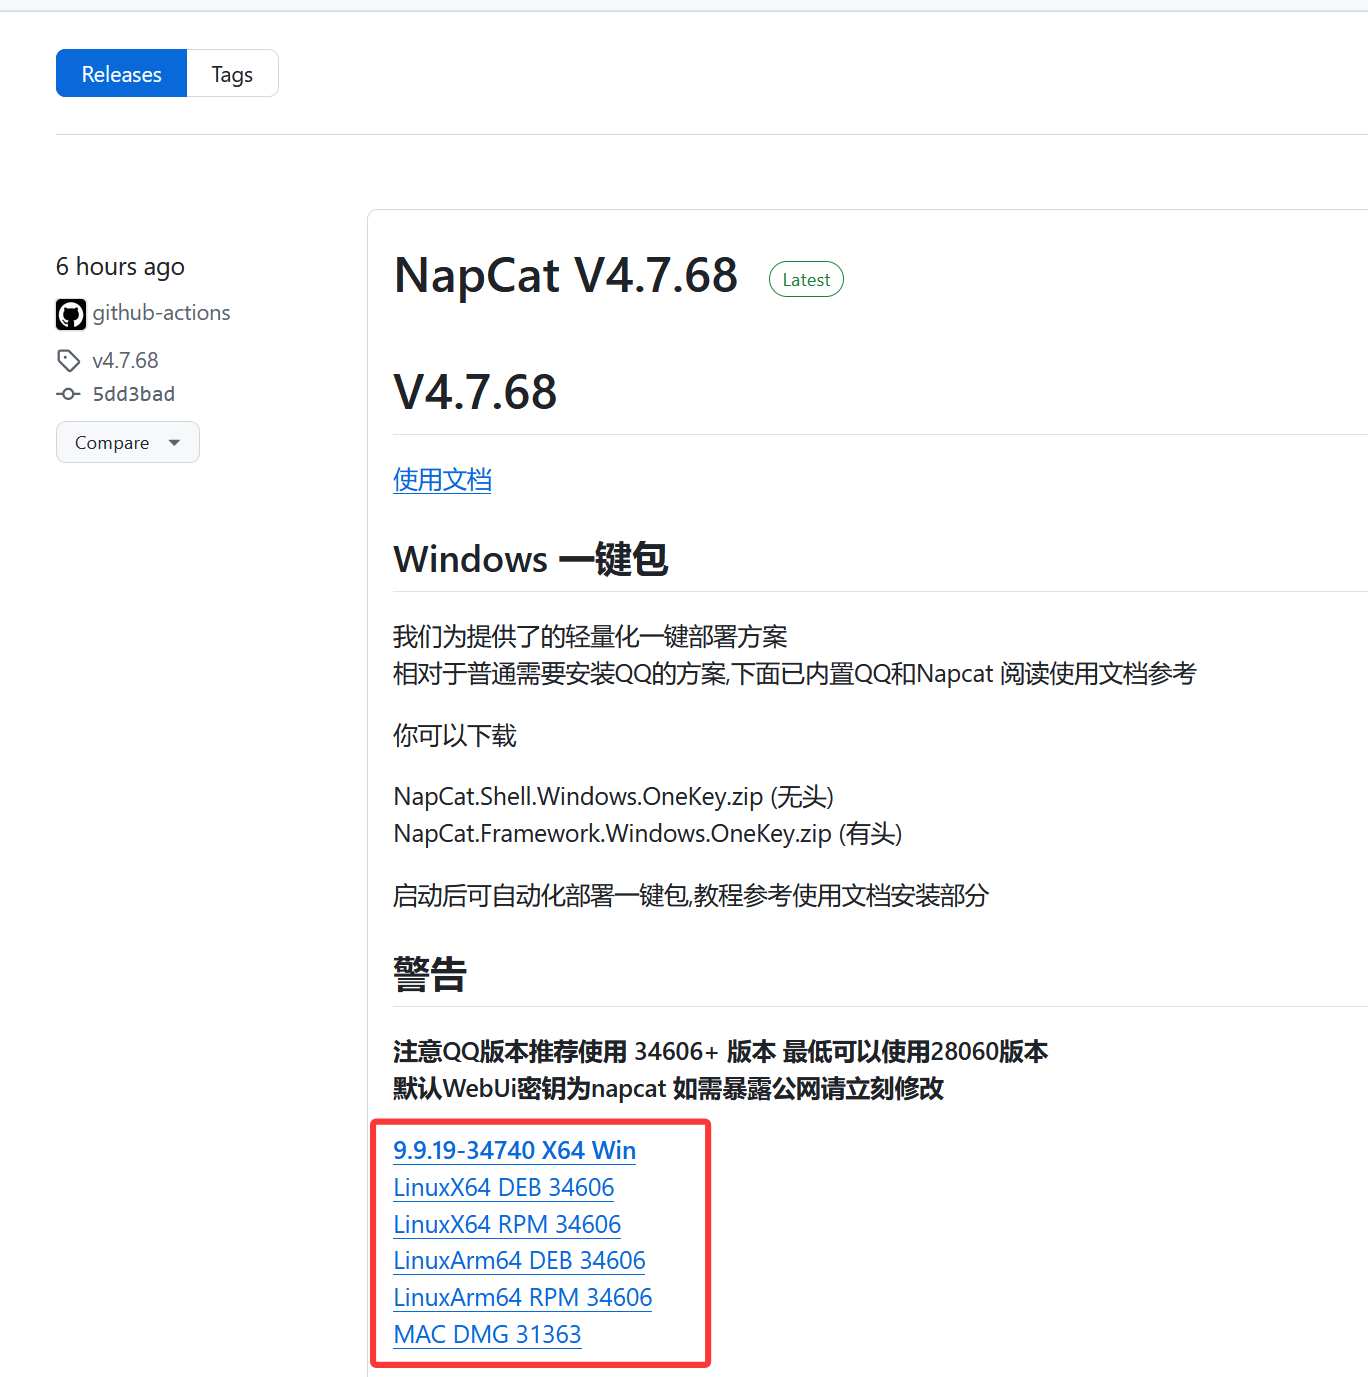 Releases
Tags
6 hours ago
github-actions
v4.7.68
5dd3bad
Compare
NapCat V4.7.68
Latest
V4.7.68
使用文档
Windows 一键包
我们为提供了的轻量化一键部署方案
相对于普通需要安装QQ的方案,下面已内置QQ和Napcat 阅读使用文档参考
你可以下载
NapCat.Shell.Windows.OneKey.zip (无头)
NapCat.Framework.Windows.OneKey.zip (有头)
启动后可自动化部署一键包,教程参考使用文档安装部分
警告
注意QQ版本推荐使用 34606+ 版本 最低可以使用28060版本
默认WebUi密钥为napcat 如需暴露公网请立刻修改
9.9.19-34740 X64 Win
LinuxX64 DEB 34606
LinuxX64 RPM 34606
LinuxArm64 DEB 34606
LinuxArm64 RPM 34606
MAC DMG 31363